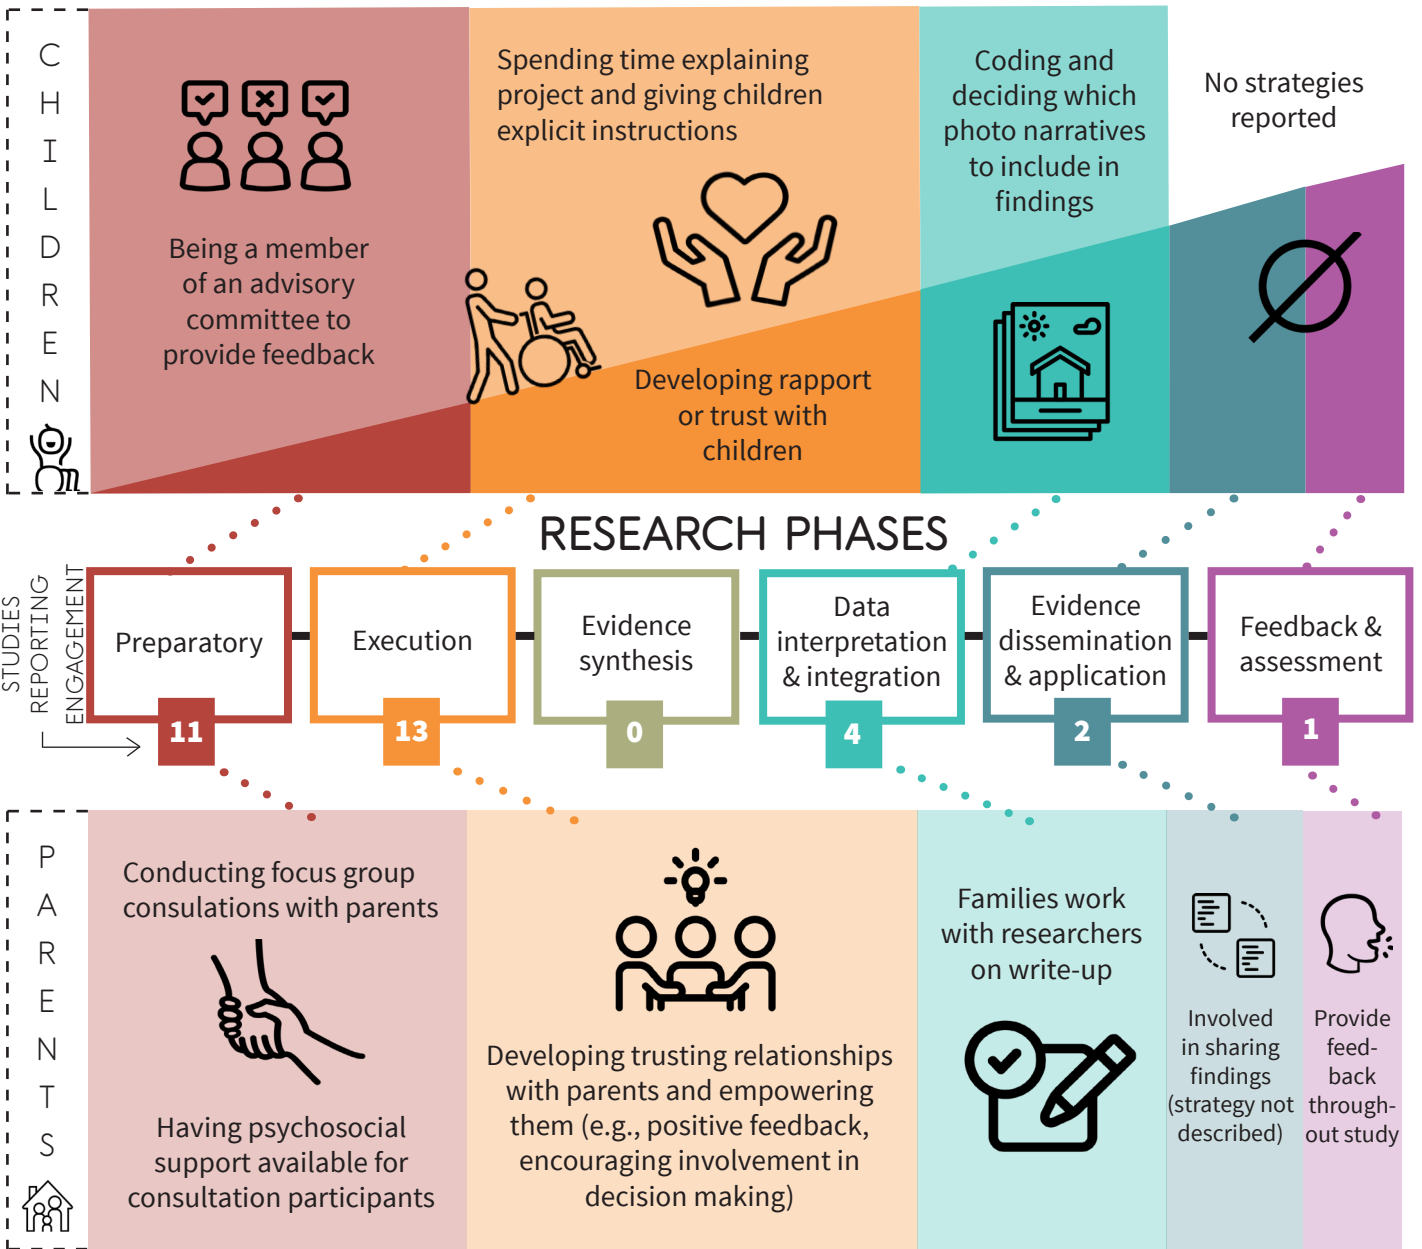 CHILDREN
Being a member
of an advisory
committee to
provide feedback
Spending time explaining
project and giving children
explicit instructions
Developing rapport
or trust with
children
Coding and
deciding which
photo narratives
to include in
findings
No strategies
reported
RESEARCH PHASES
STUDIES
REPORTING
ENGAGEMENT
Preparatory
11
Execution
13
Evidence
synthesis
0
Data
interpretation
& integration
4
Evidence
dissemination
& application
2
Feedback &
assessment
1
PARENTS
Conducting focus group
consulations with parents
Having psychosocial
support available for
consultation participants
Developing trusting relationships
with parents and empowering
them (e.g., positive feedback,
encouraging involvement in
decision making)
Families work
with researchers
on write-up
Involved
in sharing
findings
(strategy not
described)
Provide
feed-
back
through-
out study